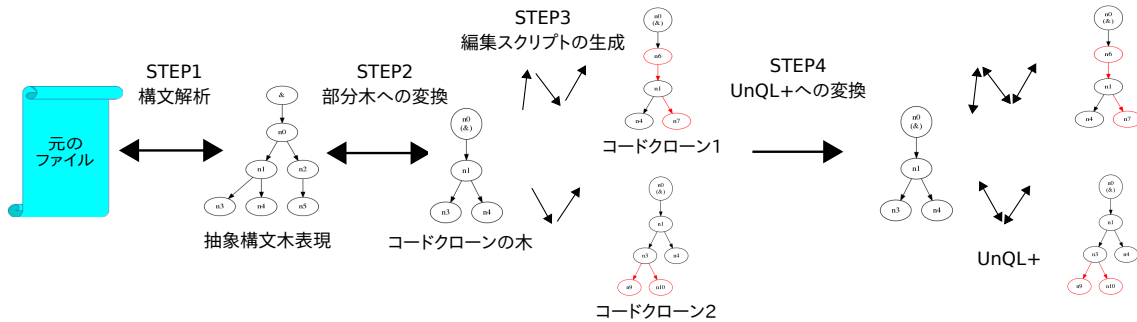 元の
ファイル
STEP1
構文解析
&
n0
n1
n2
n3
n4
n5
抽象構文木表現
STEP2
部分木への変換
n0
(&)
n1
n3
n4
コードクローンの木
STEP3
編集スクリプトの生成
n0
(&)
n6
n1
n4
n7
コードクローン1
n0
(&)
n1
n3
n4
n9
n10
コードクローン2
STEP4
UnQL+への変換
n0
(&)
n1
n3
n4
UnQL+
n0
(&)
n6
n1
n4
n7
n0
(&)
n1
n3
n4
n9
n10